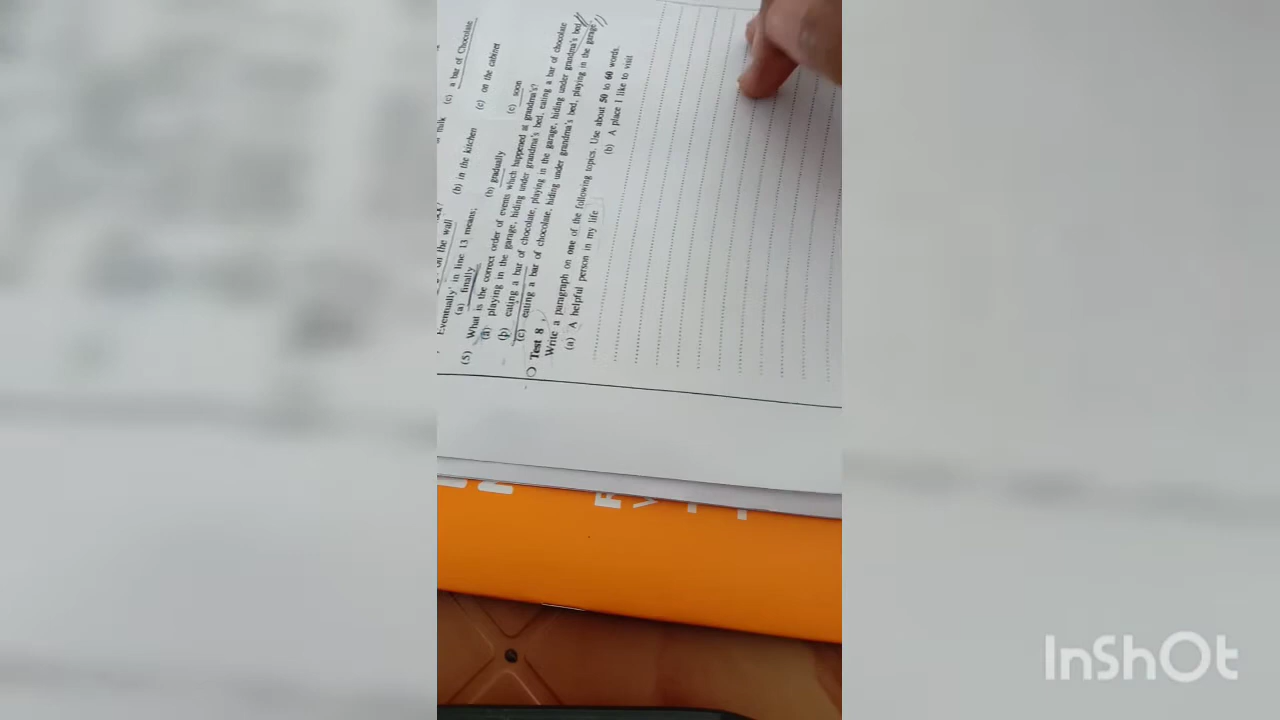 milk (c) a bar of Chocolate
on the wall (b) in the kitchen (c) on the cabinet
Eventually' in line 13 means;
(a) finally (b) gradually (c) soon
(5) What is the correct order of events which happened at grandma's?
(a) playing in the garage, hiding under grandma's bed, eating a bar of chocolate
(b) eating a bar of chocolate, playing in the garage, hiding under grandma's bed
(c) eating a bar of chocolate, hiding under grandma's bed, playing in the garage
Test 8
Write a paragraph on one of the following topics. Use about 50 to 60 words.
(a) A helpful person in my life (b) A place I like to visit
InShOt